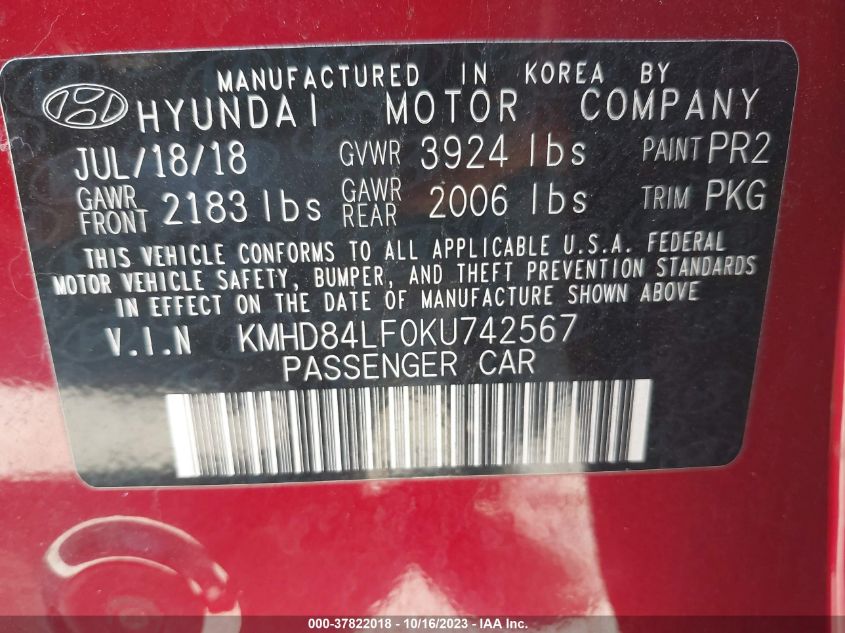 MANUFACTURED IN KOREA BY
HYUNDAI MOTOR COMPANY
JUL/18/18 GVWR 3924 lbs PAINT PR2
GAWR FRONT 2183 lbs GAWR REAR 2006 lbs TRIM PKG
THIS VEHICLE CONFORMS TO ALL APPLICABLE U.S.A. FEDERAL
MOTOR VEHICLE SAFETY, BUMPER, AND THEFT PREVENTION STANDARDS
IN EFFECT ON THE DATE OF MANUFACTURE SHOWN ABOVE
V.I.N KMHD84LF0KU742567
PASSENGER CAR
000-37822018 - 10/16/2023 - IAA Inc.